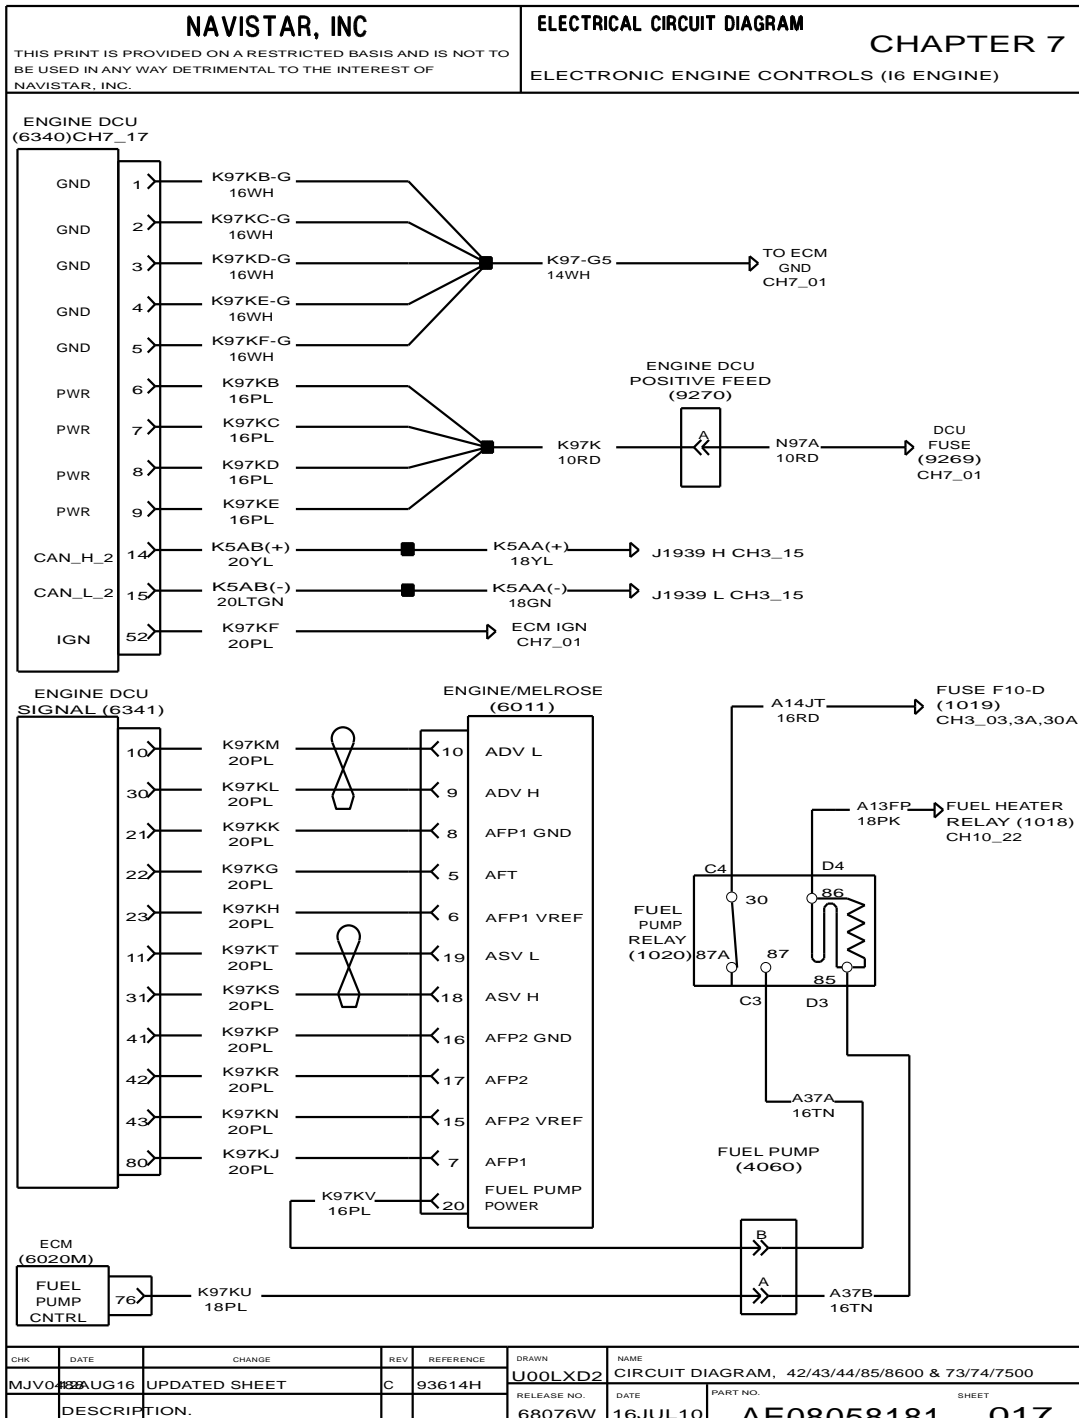 NAVISTAR, INC
THIS PRINT IS PROVIDED ON A RESTRICTED BASIS AND IS NOT TO
BE USED IN ANY WAY DETRIMENTAL TO THE INTEREST OF
NAVISTAR, INC.
ELECTRICAL CIRCUIT DIAGRAM
CHAPTER 7
ELECTRONIC ENGINE CONTROLS (I6 ENGINE)
ENGINE DCU
(6340)CH7_17
GND 1 K97KB-G
16WH
GND 2 K97KC-G
16WH
GND 3 K97KD-G
16WH
GND 4 K97KE-G
16WH
GND 5 K97KF-G
16WH
K97-G5
14WH
TO ECM
GND
CH7_01
PWR 6 K97KB
16PL
PWR 7 K97KC
16PL
PWR 8 K97KD
16PL
PWR 9 K97KE
16PL
K97K
10RD
ENGINE DCU
POSITIVE FEED
(9270)
A
N97A
10RD
DCU
FUSE
(9269)
CH7_01
CAN_H_2 14 K5AB(+)
20YL
K5AA(+)
18YL
J1939 H CH3_15
CAN_L_2 15 K5AB(-)
20LTGN
K5AA(-)
18GN
J1939 L CH3_15
IGN 52 K97KF
20PL
ECM IGN
CH7_01
ENGINE DCU
SIGNAL (6341)
ENGINE/MELROSE
(6011)
10 K97KM 10 ADV L
20PL
30 K97KL 9 ADV H
20PL
21 K97KK 8 AFP1 GND
20PL
22 K97KG 5 AFT
20PL
23 K97KH 6 AFP1 VREF
20PL
11 K97KT 19 ASV L
20PL
31 K97KS 18 ASV H
20PL
41 K97KP 16 AFP2 GND
20PL
42 K97KR 17 AFP2
20PL
43 K97KN 15 AFP2 VREF
20PL
80 K97KJ 7 AFP1
20PL
K97KV
16PL
20 FUEL PUMP
POWER
A14JT
16RD
FUSE F10-D
(1019)
CH3_03,3A,30A
A13FP
18PK
FUEL HEATER
RELAY (1018)
CH10_22
C4 D4
30 86
FUEL
PUMP
RELAY
(1020)
87A 87 85
C3 D3
A37A
16TN
FUEL PUMP
(4060)
B
A
A37B
16TN
ECM
(6020M)
FUEL
PUMP
CNTRL
76 K97KU
18PL
CHK DATE CHANGE REV REFERENCE DRAWN NAME
UPDATED SHEET C 93614H U00LXD2 CIRCUIT DIAGRAM, 42/43/44/85/8600 & 73/74/7500
DESCRIPTION.
RELEASE NO. DATE PART NO. SHEET
68076W 16JUL10 AE08058181 017